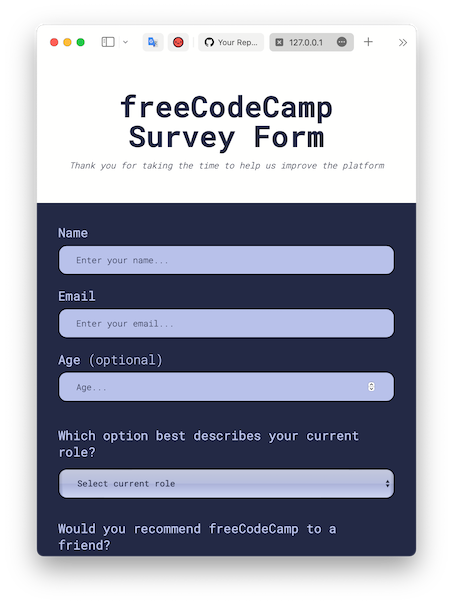 Your Rep...
127.0.0.1
freeCodeCamp
Survey Form
Thank you for taking the time to help us improve the platform
Name
Enter your name...
Email
Enter your email...
Age (optional)
Age...
Which option best describes your current
role?
Select current role
Would you recommend freeCodeCamp to a
friend?